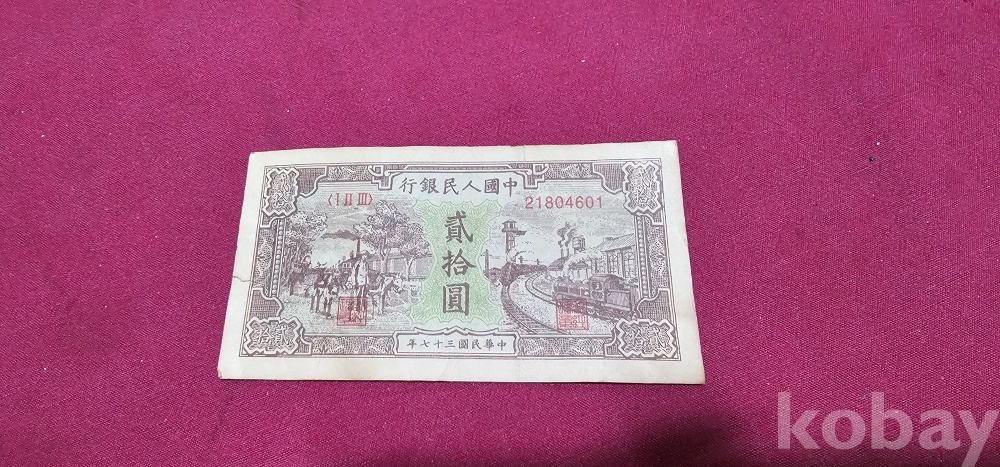 行銀民人國中
〈I II III〉
21804601
貳拾圓
年七十三國民華中
kobay